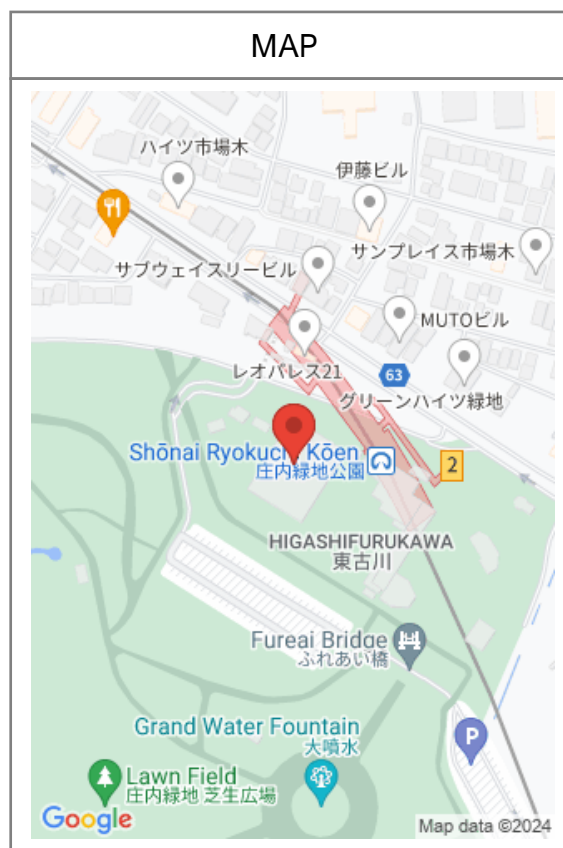 MAP
ハイツ市場木
伊藤ビル
サンプレイス市場木
サブウェイスリービル
MUTOビル
レオパレス21
63
グリーンハイツ緑地
Shōnai Ryokuchi Kōen
庄内緑地公園
2
HIGASHIFURUKAWA
東古川
Fureai Bridge
ふれあい橋
Grand Water Fountain
大噴水
P
Lawn Field
庄内緑地 芝生広場
Google
Map data ©2024